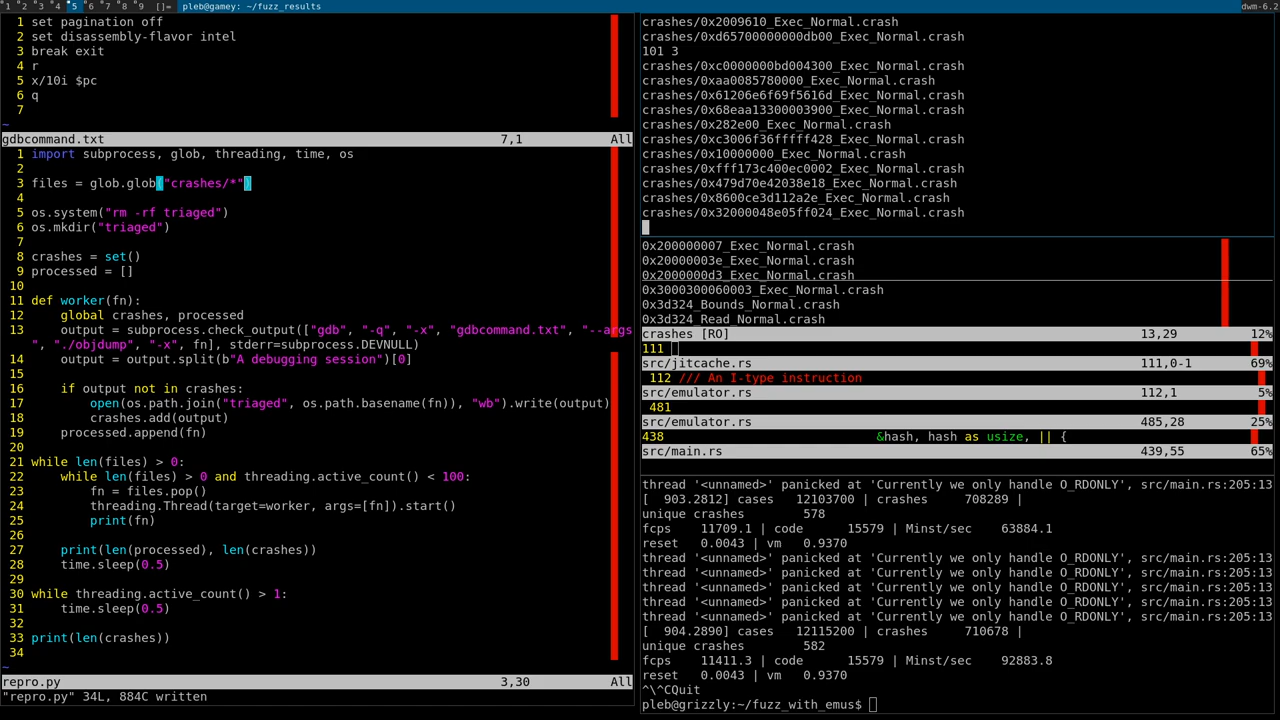 1 2 3 4 5 6 7 8 9 []= pleb@gamey: ~/fuzz_results dwm-6.2
1 set pagination off
2 set disassembly-flavor intel
3 break exit
4 r
5 x/10i $pc
6 q
7
~
gdbcommand.txt 7,1 All
1 import subprocess, glob, threading, time, os
2
3 files = glob.glob("crashes/*")
4
5 os.system("rm -rf triaged")
6 os.mkdir("triaged")
7
8 crashes = set()
9 processed = []
10
11 def worker(fn):
12     global crashes, processed
13     output = subprocess.check_output(["gdb", "-q", "-x", "gdbcommand.txt", "--args
", "./objdump", "-x", fn], stderr=subprocess.DEVNULL)
14     output = output.split(b"A debugging session")[0]
15
16     if output not in crashes:
17         open(os.path.join("triaged", os.path.basename(fn)), "wb").write(output)
18         crashes.add(output)
19     processed.append(fn)
20
21 while len(files) > 0:
22     while len(files) > 0 and threading.active_count() < 100:
23         fn = files.pop()
24         threading.Thread(target=worker, args=[fn]).start()
25         print(fn)
26
27     print(len(processed), len(crashes))
28     time.sleep(0.5)
29
30 while threading.active_count() > 1:
31     time.sleep(0.5)
32
33 print(len(crashes))
34
~
repro.py 3,30 All
"repro.py" 34L, 884C written
crashes/0x2009610_Exec_Normal.crash
crashes/0xd65700000000db00_Exec_Normal.crash
101 3
crashes/0xc0000000bd004300_Exec_Normal.crash
crashes/0xaa0085780000_Exec_Normal.crash
crashes/0x61206e6f69f5616d_Exec_Normal.crash
crashes/0x68eaa13300003900_Exec_Normal.crash
crashes/0x282e00_Exec_Normal.crash
crashes/0xc3006f36fffff428_Exec_Normal.crash
crashes/0x10000000_Exec_Normal.crash
crashes/0xfff173c400ec0002_Exec_Normal.crash
crashes/0x479d70e42038e18_Exec_Normal.crash
crashes/0x8600ce3d112a2e_Exec_Normal.crash
crashes/0x32000048e05ff024_Exec_Normal.crash
0x200000007_Exec_Normal.crash
0x20000003e_Exec_Normal.crash
0x2000000d3_Exec_Normal.crash
0x3000300060003_Exec_Normal.crash
0x3d324_Bounds_Normal.crash
0x3d324_Read_Normal.crash
crashes [RO] 13,29 12%
111
src/jitcache.rs 111,0-1 69%
112 /// An I-type instruction
src/emulator.rs 112,1 5%
481
src/emulator.rs 485,28 25%
438 &hash, hash as usize, || {
src/main.rs 439,55 65%
thread '<unnamed>' panicked at 'Currently we only handle O_RDONLY', src/main.rs:205:13
[  903.2812] cases   12103700 | crashes     708289 |
unique crashes        578
fcps    11709.1 | code      15579 | Minst/sec    63884.1
reset   0.0043 | vm   0.9370
thread '<unnamed>' panicked at 'Currently we only handle O_RDONLY', src/main.rs:205:13
thread '<unnamed>' panicked at 'Currently we only handle O_RDONLY', src/main.rs:205:13
thread '<unnamed>' panicked at 'Currently we only handle O_RDONLY', src/main.rs:205:13
thread '<unnamed>' panicked at 'Currently we only handle O_RDONLY', src/main.rs:205:13
thread '<unnamed>' panicked at 'Currently we only handle O_RDONLY', src/main.rs:205:13
[  904.2890] cases   12115200 | crashes     710678 |
unique crashes        582
fcps    11411.3 | code      15579 | Minst/sec    92883.8
reset   0.0043 | vm   0.9370
^\^CQuit
pleb@grizzly:~/fuzz_with_emus$